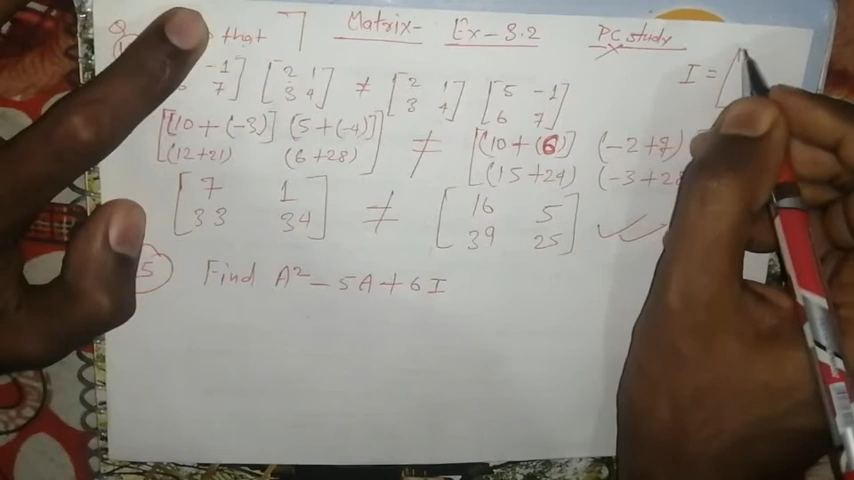 Q that Matrix- Ex-3.2 PC study
-1] [2 1 ≠ [2 1 [5 -1
7] 3 4] 3 4] 6 7]
[[10+(-3)] (5+(-4)] ≠ [(10+(6)] (-2+7)
(12+21) (6+28)] (15+24) (-3+28
[7 1 ≠ [16 5
33 34] 39 25]
5 Find A² - 5A + 6I
I = [1